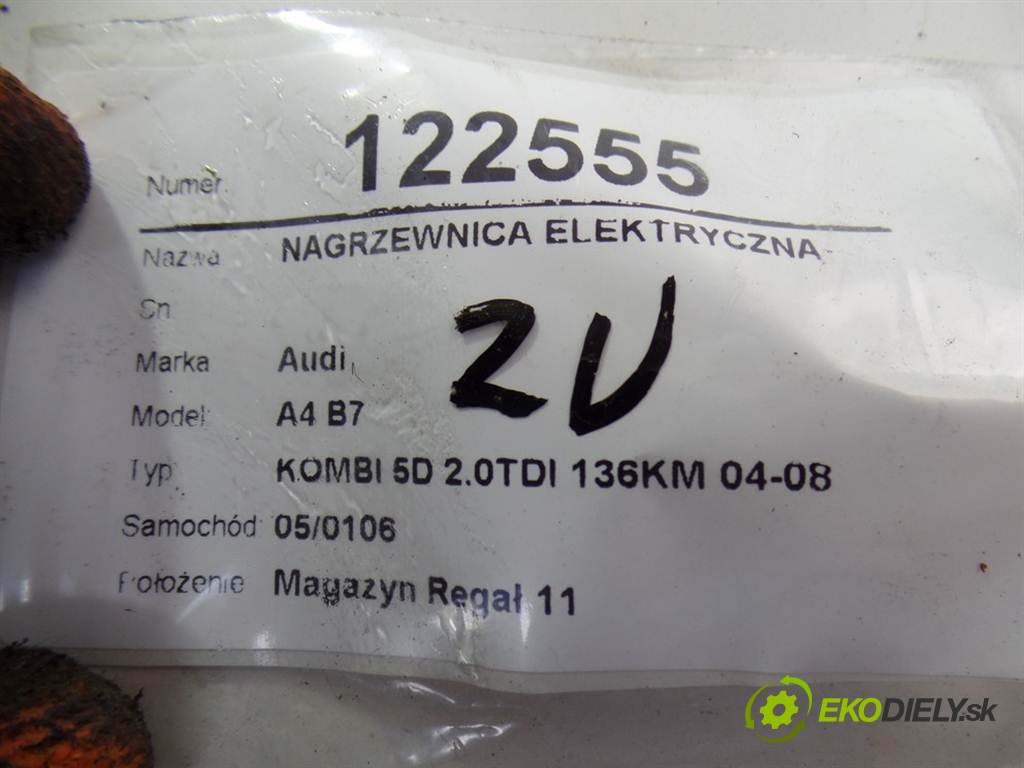 Numer: 122555
Nazwa NAGRZEWNICA ELEKTRYCZNA
Sn
Marka Audi
Model: A4 B7
Typ KOMBI 5D 2.0TDI 136KM 04-08
Samochód: 05/0106
Położenie Magazyn Regał 11
2U
EKODIELY.sk